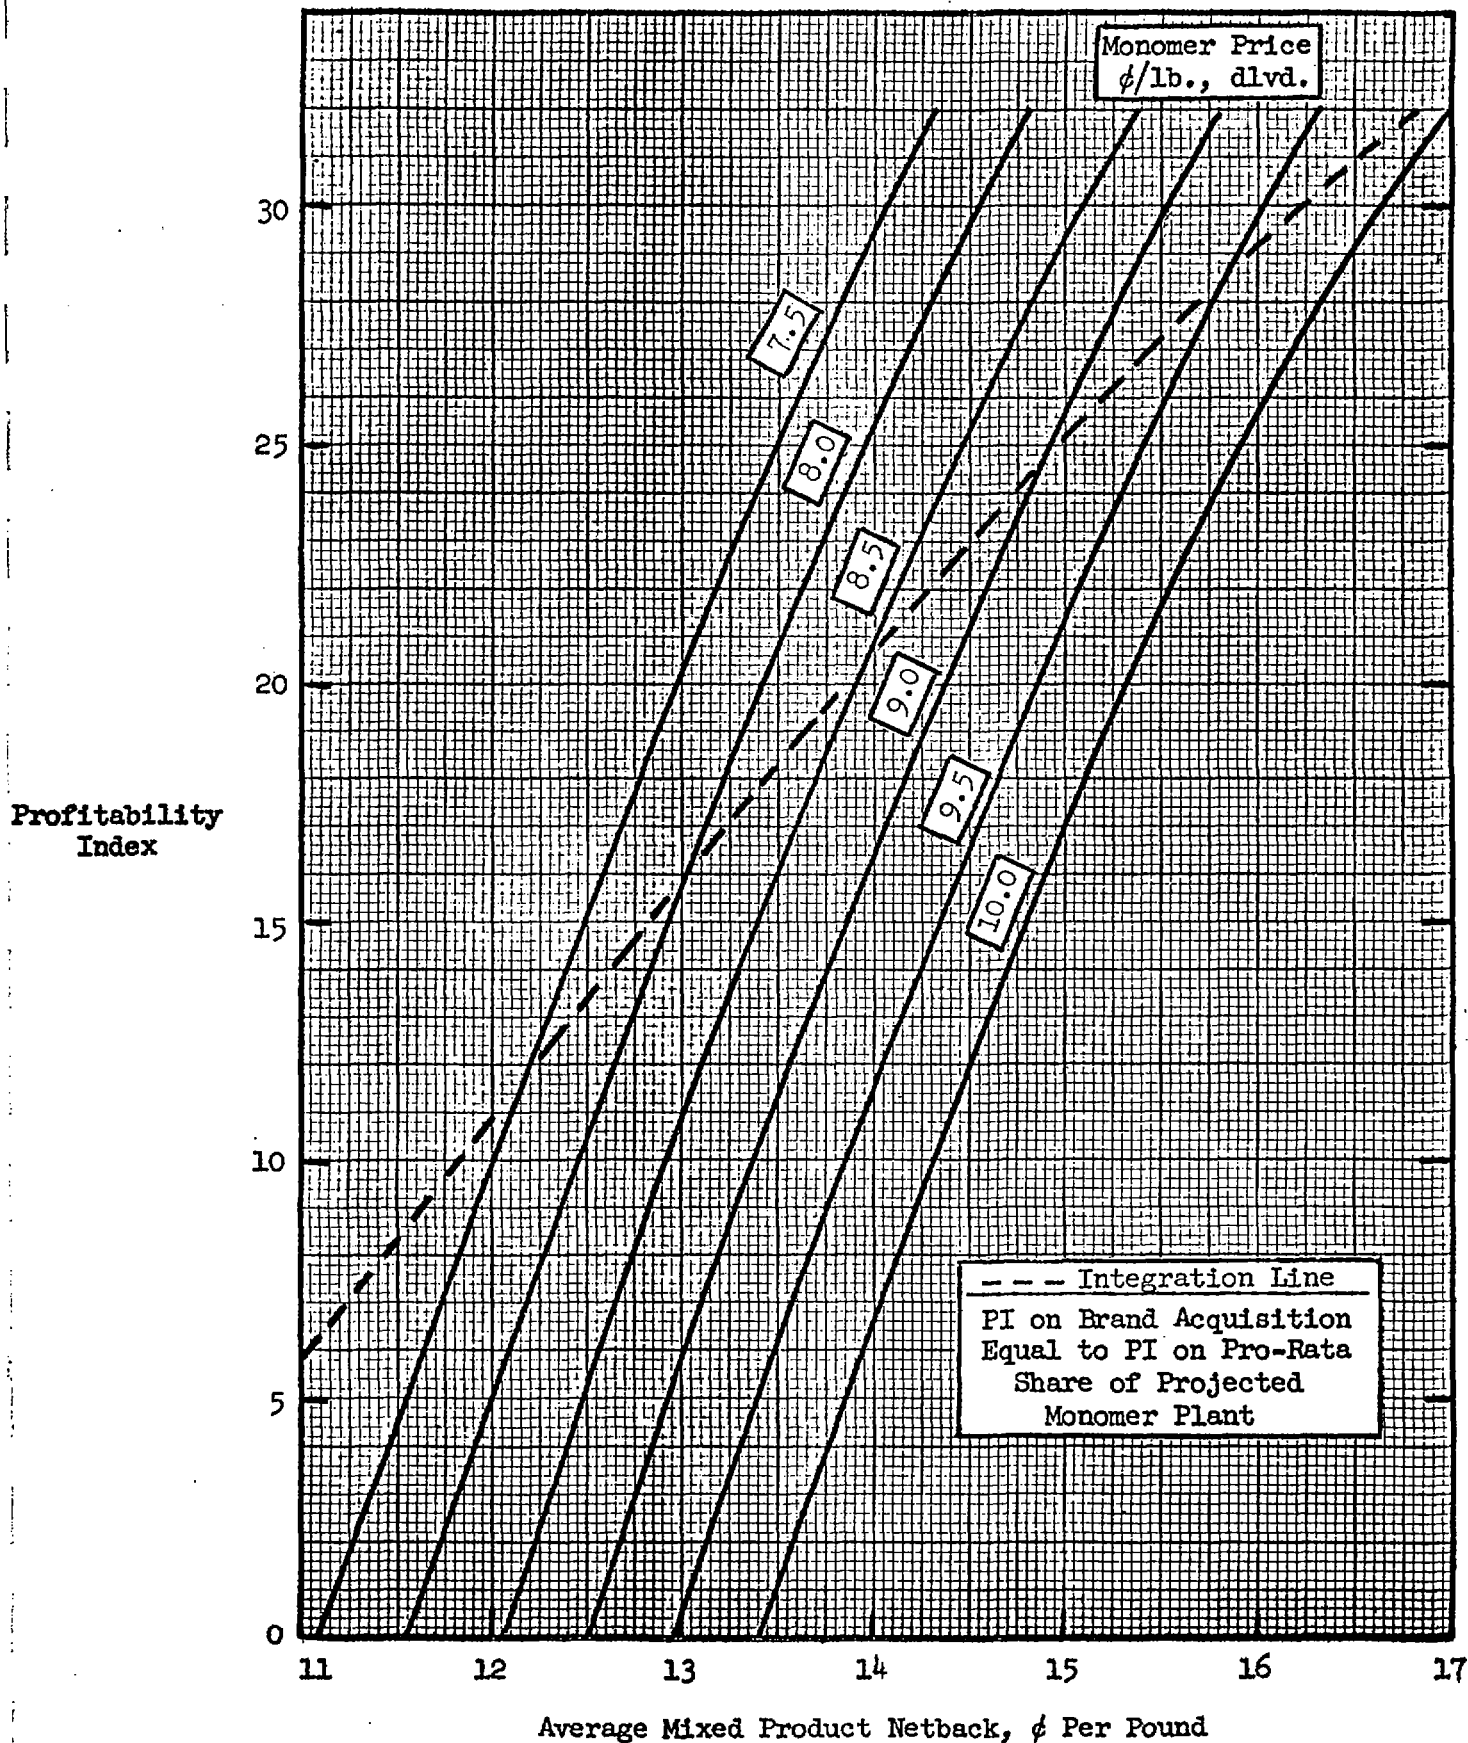 Monomer Price
¢/lb., dlvd.
30
7.5
25
8.0
8.5
20
9.0
9.5
Profitability
Index
10.0
15
10
- - - Integration Line
PI on Brand Acquisition
Equal to PI on Pro-Rata
Share of Projected
Monomer Plant
5
0
11 12 13 14 15 16 17
Average Mixed Product Netback, ¢ Per Pound